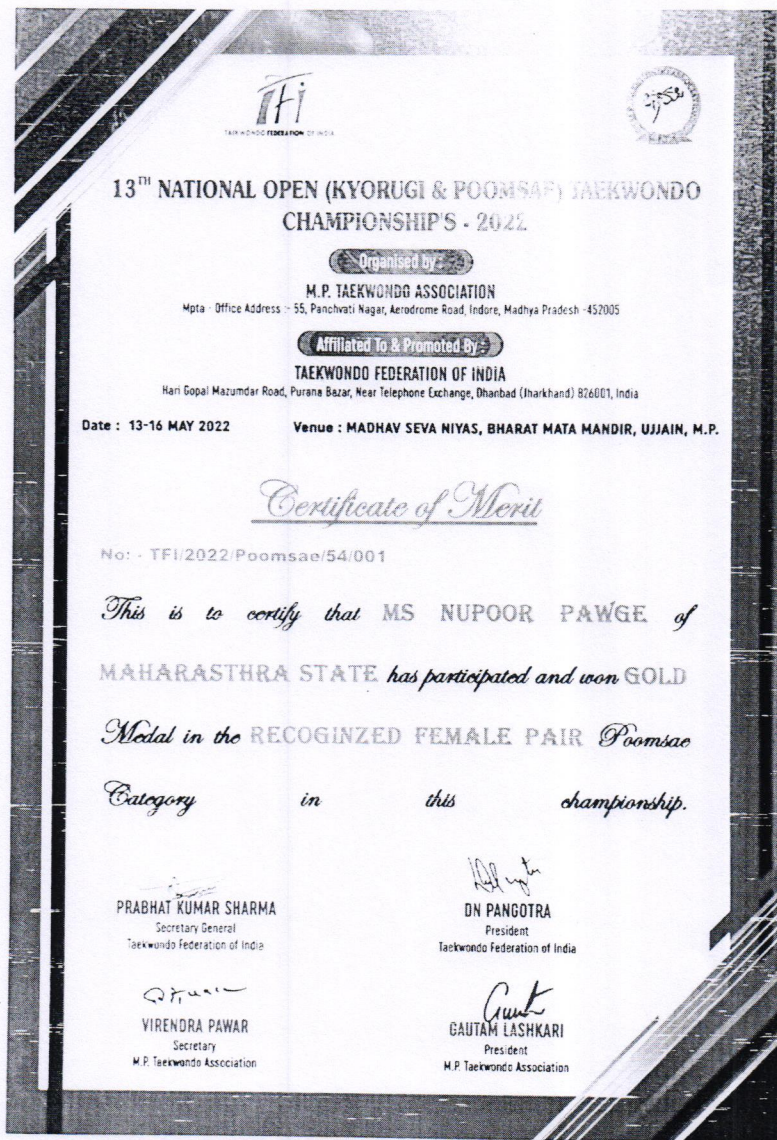 TFI
TAEKWONDO FEDERATION OF INDIA
13TH NATIONAL OPEN (KYORUGI & POOMSAE) TAEKWONDO
CHAMPIONSHIP'S - 2022
Organised by :
M.P. TAEKWONDO ASSOCIATION
Mpta - Office Address :- 55, Panchvati Nagar, Aerodrome Road, Indore, Madhya Pradesh -452005
Affiliated To & Promoted By :
TAEKWONDO FEDERATION OF INDIA
Hari Gopal Mazumdar Road, Purana Bazar, Near Telephone Exchange, Dhanbad (Jharkhand) 826001, India
Date : 13-16 MAY 2022 Venue : MADHAV SEVA NIYAS, BHARAT MATA MANDIR, UJJAIN, M.P.
Certificate of Merit
No: - TFI/2022/Poomsae/54/001
This is to certify that MS NUPOOR PAWGE of
MAHARASTHRA STATE has participated and won GOLD
Medal in the RECOGINZED FEMALE PAIR Poomsae
Category in this championship.
PRABHAT KUMAR SHARMA
Secretary General
Taekwondo Federation of India
DN PANGOTRA
President
Taekwondo Federation of India
VIRENDRA PAWAR
Secretary
M.P. Taekwondo Association
GAUTAM LASHKARI
President
M.P. Taekwondo Association